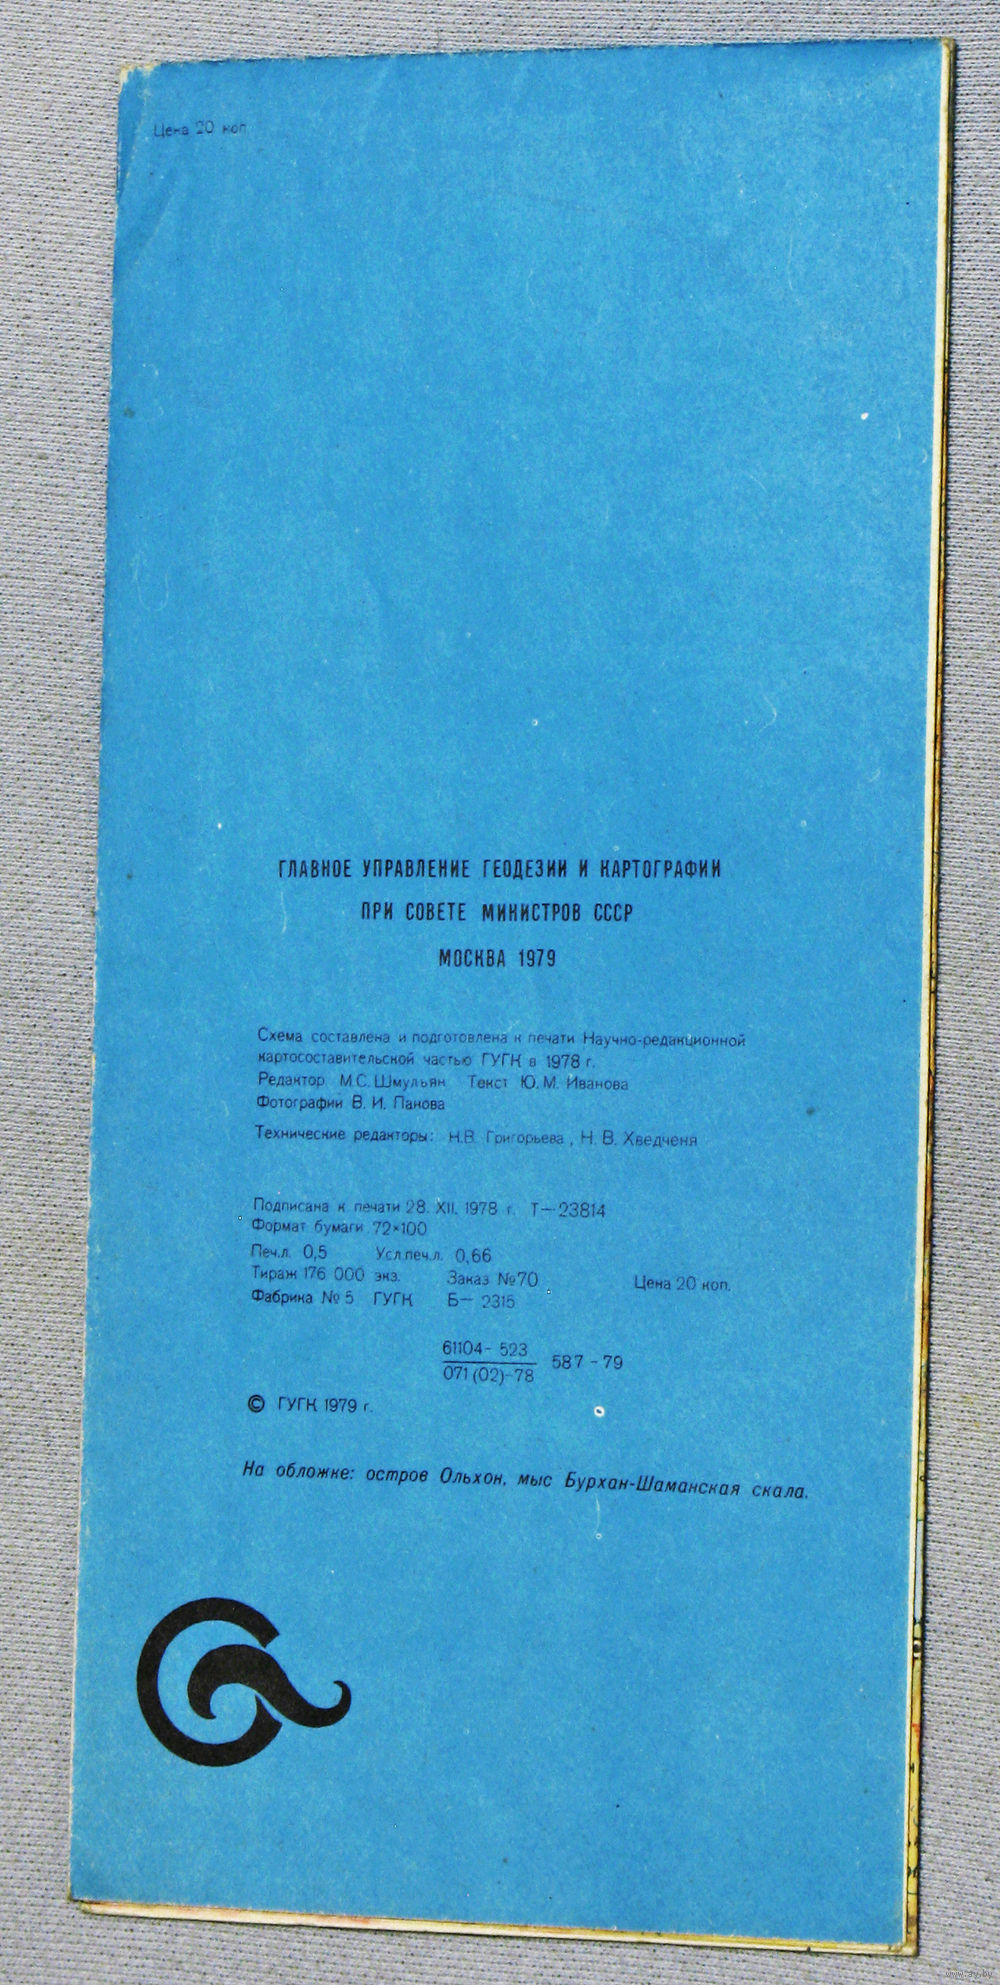 Цена 20 коп.
ГЛАВНОЕ УПРАВЛЕНИЕ ГЕОДЕЗИИ И КАРТОГРАФИИ
ПРИ СОВЕТЕ МИНИСТРОВ СССР
МОСКВА 1979
Схема составлена и подготовлена к печати Научно-редакционной
картосоставительской частью ГУГК в 1978 г.
Редактор М.С. Шмульян Текст Ю.М. Иванова
Фотографии В. И. Панова
Технические редакторы: Н.В. Григорьева, Н. В. Хведченя
Подписана к печати 28. XII. 1978 г. Т—23814
Формат бумаги 72×100
Печ.л. 0,5 Усл.печ.л. 0,66
Тираж 176 000 экз. Заказ №70 Цена 20 коп.
Фабрика №5 ГУГК Б— 2315
61104- 523
071(02)-78 587 - 79
© ГУГК 1979 г.
На обложке: остров Ольхон, мыс Бурхан-Шаманская скала.
www.ay.by